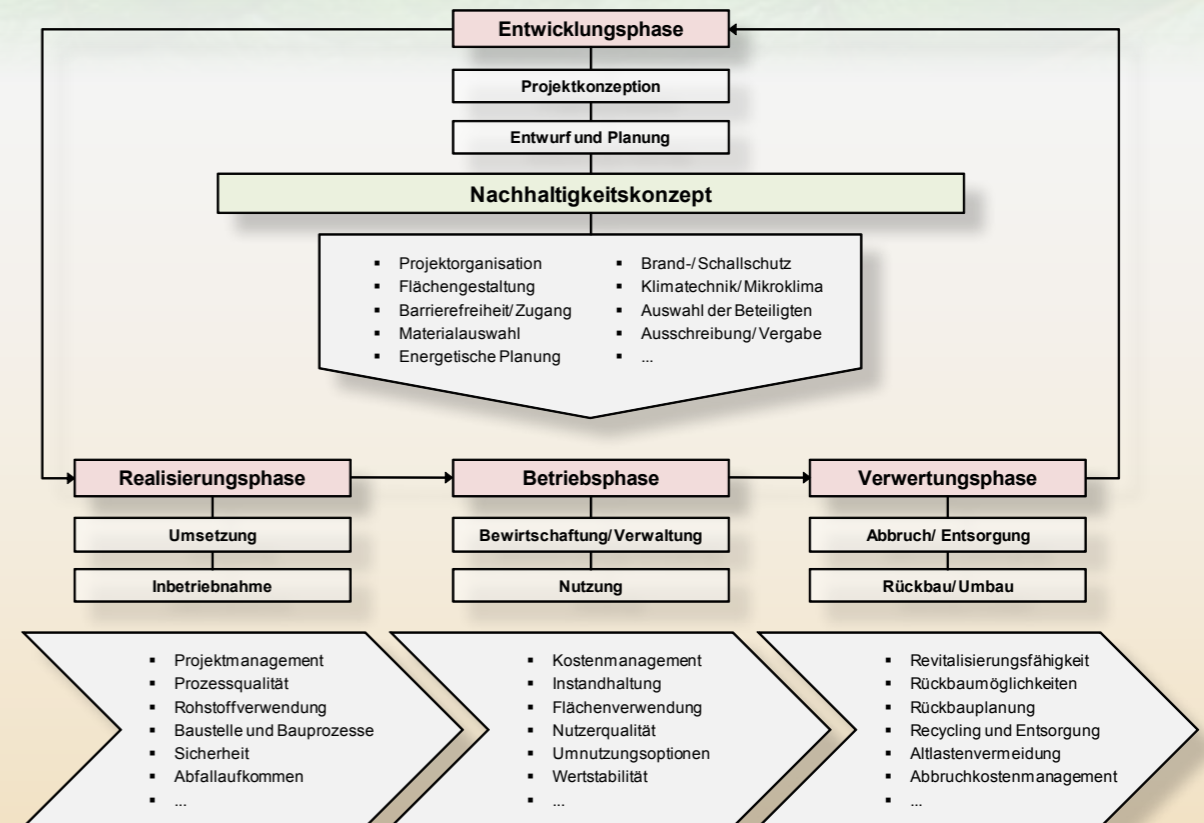 Entwicklungsphase
Projektkonzeption
Entwurf und Planung
Nachhaltigkeitskonzept
▪ Projektorganisation
▪ Flächengestaltung
▪ Barrierefreiheit/ Zugang
▪ Materialauswahl
▪ Energetische Planung
▪ Brand-/ Schallschutz
▪ Klimatechnik/ Mikroklima
▪ Auswahl der Beteiligten
▪ Ausschreibung/ Vergabe
▪ ...
Realisierungsphase
Umsetzung
Inbetriebnahme
▪ Projektmanagement
▪ Prozessqualität
▪ Rohstoffverwendung
▪ Baustelle und Bauprozesse
▪ Sicherheit
▪ Abfallaufkommen
▪ ...
Betriebsphase
Bewirtschaftung/ Verwaltung
Nutzung
▪ Kostenmanagement
▪ Instandhaltung
▪ Flächenverwendung
▪ Nutzerqualität
▪ Umnutzungsoptionen
▪ Wertstabilität
▪ ...
Verwertungsphase
Abbruch/ Entsorgung
Rückbau/ Umbau
▪ Revitalisierungsfähigkeit
▪ Rückbaumöglichkeiten
▪ Rückbauplanung
▪ Recycling und Entsorgung
▪ Altlastenvermeidung
▪ Abbruchkostenmanagement
▪ ...